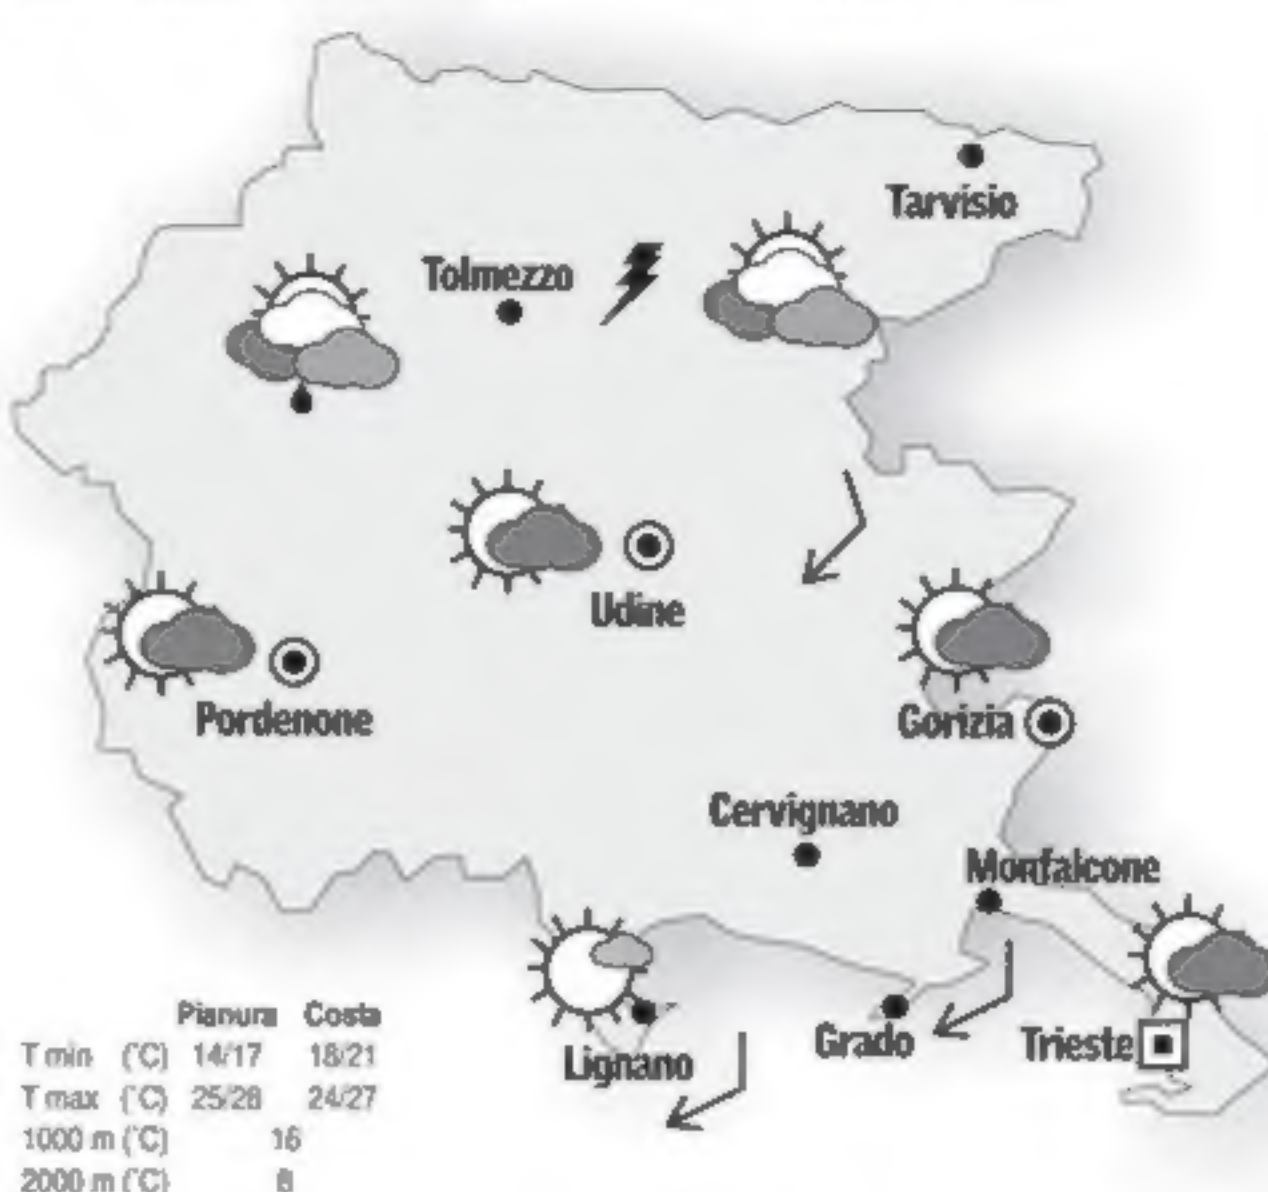 Tarvisio
Tolmezzo
Udine
Pordenone
Gorizia
Cervignano
Monfalcone
Grado
Trieste
Lignano
Pianura Costa
T min (°C) 14/17 18/21
T max (°C) 25/28 24/27
1000 m (°C) 16
2000 m (°C)